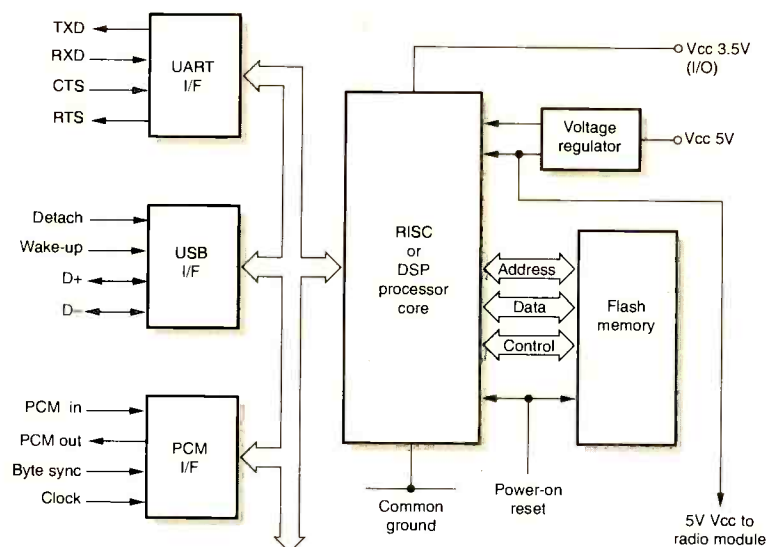 TXD
RXD
CTS
RTS
UART
I/F
Detach
Wake-up
D+
D–
USB
I/F
PCM in
PCM out
Byte sync
Clock
PCM
I/F
RISC
or
DSP
processor
core
Common
ground
Vcc 3.5V
(I/O)
Voltage
regulator
Vcc 5V
Address
Data
Control
Flash
memory
Power-on
reset
5V Vcc to
radio module